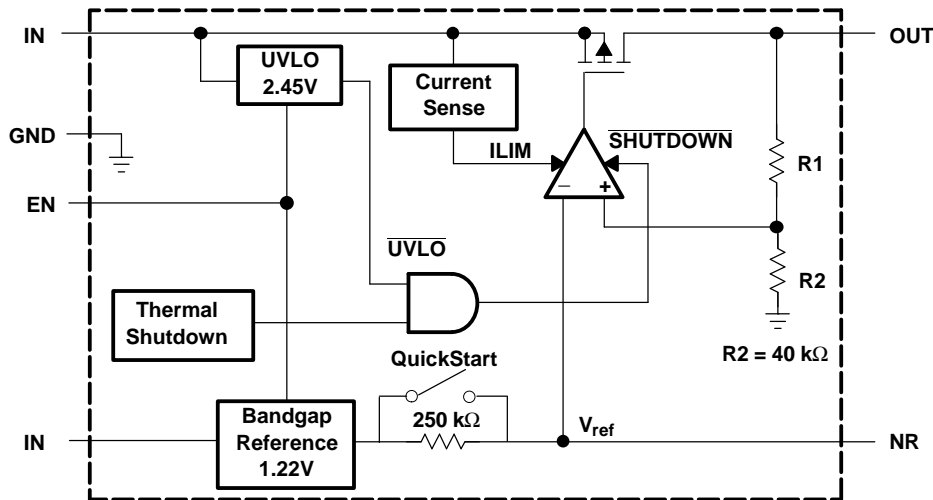 IN
OUT
UVLO
2.45V
Current
Sense
SHUTDOWN
GND
ILIM
R1
− +
EN
UVLO
R2
Thermal
Shutdown
R2 = 40 kΩ
QuickStart
Bandgap
Reference
1.22V
250 kΩ
Vref
IN
NR